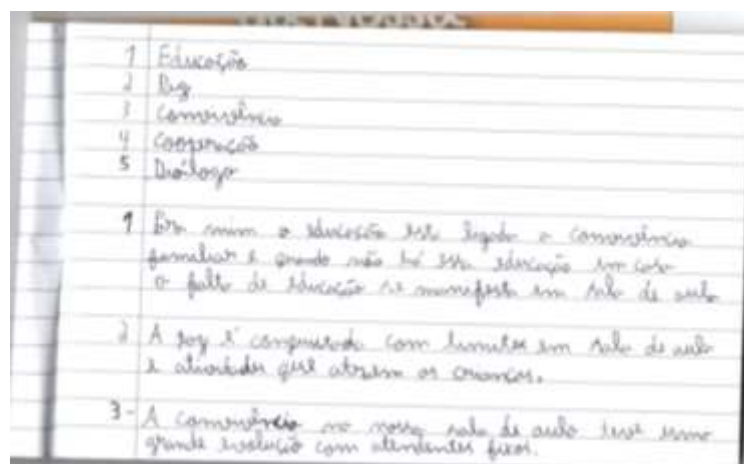 1 Educação
2 Paz
3 Convivência
4 Cooperação
5 Diálogo
1 Pra mim a educação está ligada a convivência
familiar e quando não há essa educação em casa
a falta de educação se manifesta em sala de aula
2 A paz é conquistada com limites em sala de aula
e atividades que atraem as crianças.
3- A convivência na nossa sala de aula teve uma
grande evolução com atendentes fixos.